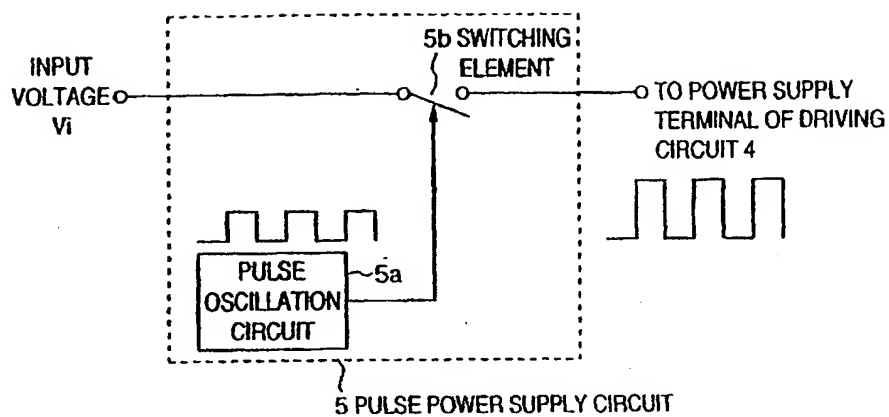 5b SWITCHING
ELEMENT
INPUT
VOLTAGE
Vi
TO POWER SUPPLY
TERMINAL OF DRIVING
CIRCUIT 4
PULSE
OSCILLATION
CIRCUIT
5a
5 PULSE POWER SUPPLY CIRCUIT